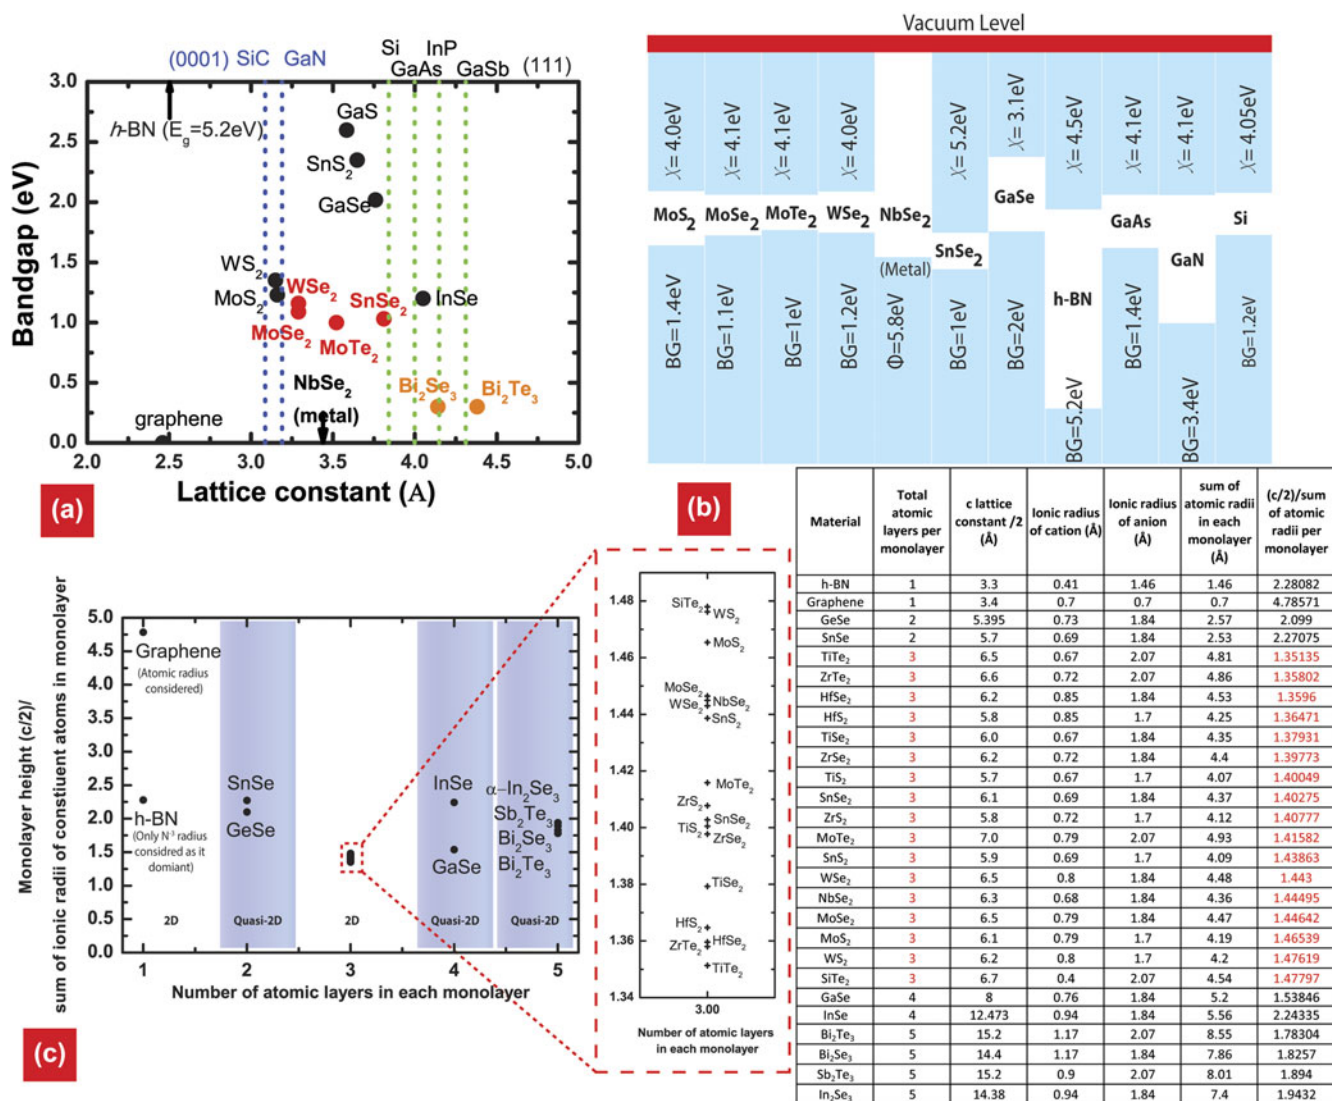 (0001) SiC GaN
Si
GaAs
InP
GaSb
(111)
Bandgap (eV)
3.0
2.5
2.0
1.5
1.0
0.5
0.0
h-BN (Eg=5.2eV)
GaS
SnS2
GaSe
WS2
MoS2
WSe2
MoSe2
MoTe2
SnSe2
InSe
NbSe2
(metal)
Bi2Se3
Bi2Te3
graphene
2.0 2.5 3.0 3.5 4.0 4.5 5.0
Lattice constant (A)
(a)
Vacuum Level
χ= 4.0eV
χ= 4.1eV
χ= 4.1eV
χ= 4.0eV
χ= 5.2eV
χ= 3.1eV
χ= 4.5eV
χ= 4.1eV
χ= 4.1eV
χ= 4.05eV
MoS2
MoSe2
MoTe2
WSe2
NbSe2
(Metal)
SnSe2
GaSe
h-BN
GaAs
GaN
Si
BG=1.4eV
BG=1.1eV
BG=1eV
BG=1.2eV
Φ=5.8eV
BG=1eV
BG=2eV
BG=5.2eV
BG=1.4eV
BG=3.4eV
BG=1.2eV
(b)
Monolayer height (c/2)/
sum of ionic radii of constiuent atoms in monolayer
5.0
4.5
4.0
3.5
3.0
2.5
2.0
1.5
1.0
0.5
0.0
Graphene
(Atomic radius
considered)
h-BN
(Only N-3 radius
considred as it
domiant)
SnSe
GeSe
InSe
GaSe
α-In2Se3
Sb2Te3
Bi2Se3
Bi2Te3
2D Quasi-2D 2D Quasi-2D Quasi-2D
1 2 3 4 5
Number of atomic layers in each monolayer
(c)
1.48
1.46
1.44
1.42
1.40
1.38
1.36
1.34
SiTe2
WS2
MoS2
MoSe2
WSe2
NbSe2
SnS2
MoTe2
ZrS2
SnSe2
TiS2
ZrSe2
TiSe2
HfS2
HfSe2
ZrTe2
TiTe2
3.00
Number of atomic layers
in each monolayer
Material | Total atomic layers per monolayer | c lattice constant /2 (Å) | Ionic radius of cation (Å) | Ionic radius of anion (Å) | sum of atomic radii in each monolayer (Å) | (c/2)/sum of atomic radii per monolayer
h-BN 1 3.3 0.41 1.46 1.46 2.28082
Graphene 1 3.4 0.7 0.7 0.7 4.78571
GeSe 2 5.395 0.73 1.84 2.57 2.099
SnSe 2 5.7 0.69 1.84 2.53 2.27075
TiTe2 3 6.5 0.67 2.07 4.81 1.35135
ZrTe2 3 6.6 0.72 2.07 4.86 1.35802
HfSe2 3 6.2 0.85 1.84 4.53 1.3596
HfS2 3 5.8 0.85 1.7 4.25 1.36471
TiSe2 3 6.0 0.67 1.84 4.35 1.37931
ZrSe2 3 6.2 0.72 1.84 4.4 1.39773
TiS2 3 5.7 0.67 1.7 4.07 1.40049
SnSe2 3 6.1 0.69 1.84 4.37 1.40275
ZrS2 3 5.8 0.72 1.7 4.12 1.40777
MoTe2 3 7.0 0.79 2.07 4.93 1.41582
SnS2 3 5.9 0.69 1.7 4.09 1.43863
WSe2 3 6.5 0.8 1.84 4.48 1.443
NbSe2 3 6.3 0.68 1.84 4.36 1.44495
MoSe2 3 6.5 0.79 1.84 4.47 1.44642
MoS2 3 6.1 0.79 1.7 4.19 1.46539
WS2 3 6.2 0.8 1.7 4.2 1.47619
SiTe2 3 6.7 0.4 2.07 4.54 1.47797
GaSe 4 8 0.76 1.84 5.2 1.53846
InSe 4 12.473 0.94 1.84 5.56 2.24335
Bi2Te3 5 15.2 1.17 2.07 8.55 1.78304
Bi2Se3 5 14.4 1.17 1.84 7.86 1.8257
Sb2Te3 5 15.2 0.9 2.07 8.01 1.894
In2Se3 5 14.38 0.94 1.84 7.4 1.9432